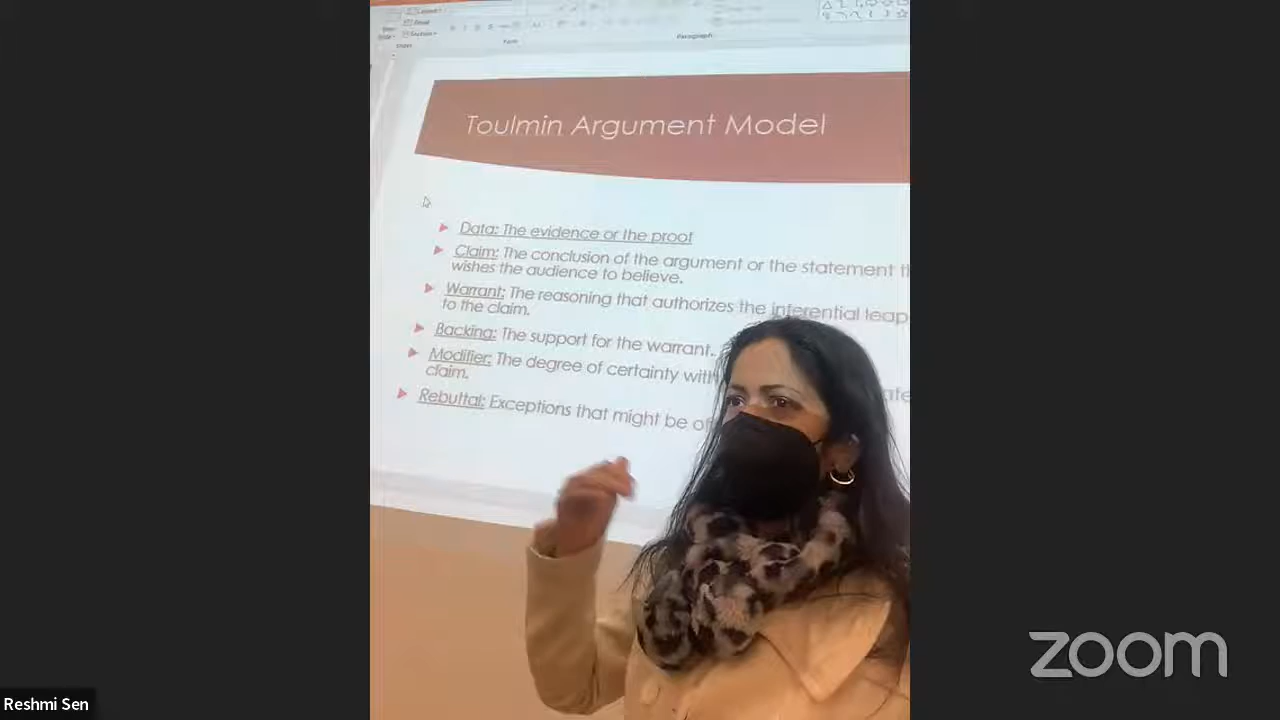 Paragraph
Toulmin Argument Model
Data: The evidence or the proof
Claim: The conclusion of the argument or the statement
wishes the audience to believe.
Warrant: The reasoning that authorizes the inferential leap
to the claim.
Backing: The support for the warrant.
Modifier: The degree of certainty with
claim.
Rebuttal: Exceptions that might be
zoom
Reshmi Sen